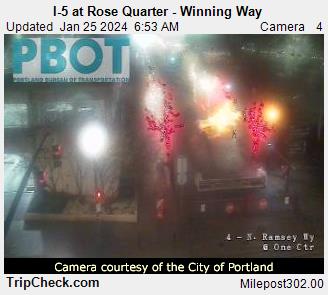 I-5 at Rose Quarter - Winning Way
Updated Jan 25 2024 6:53 AM Camera 4
PBOT
PORTLAND BUREAU OF TRANSPORTATION
4 - N. Ramsey Wy
@ One Ctr
Camera courtesy of the City of Portland
TripCheck.com Milepost302.00